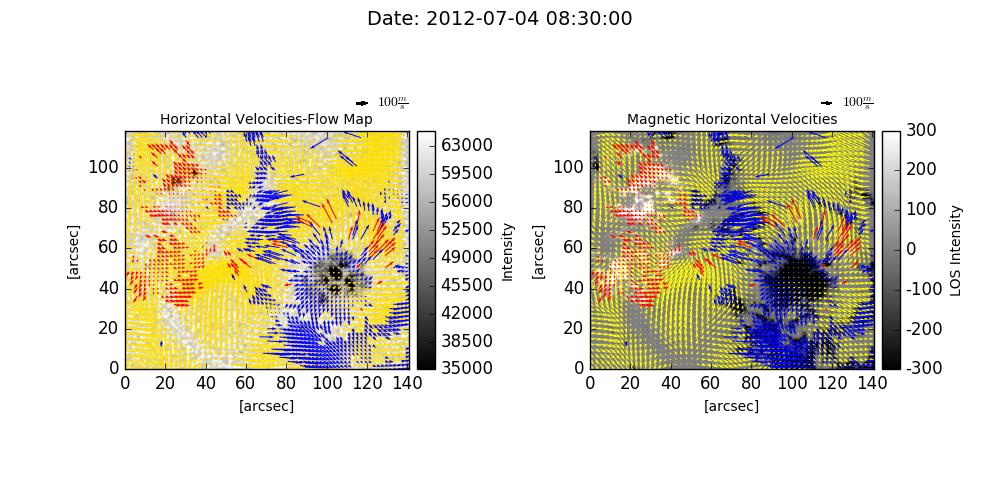 Date: 2012-07-04 08:30:00
100 m/s
Horizontal Velocities-Flow Map
100
80
60
40
20
0
[arcsec]
0 20 40 60 80 100 120 140
[arcsec]
63000
59500
56000
52500
49000
45500
42000
38500
35000
Intensity
100 m/s
Magnetic Horizontal Velocities
100
80
60
40
20
0
[arcsec]
0 20 40 60 80 100 120 140
[arcsec]
300
200
100
0
-100
-200
-300
LOS Intensity